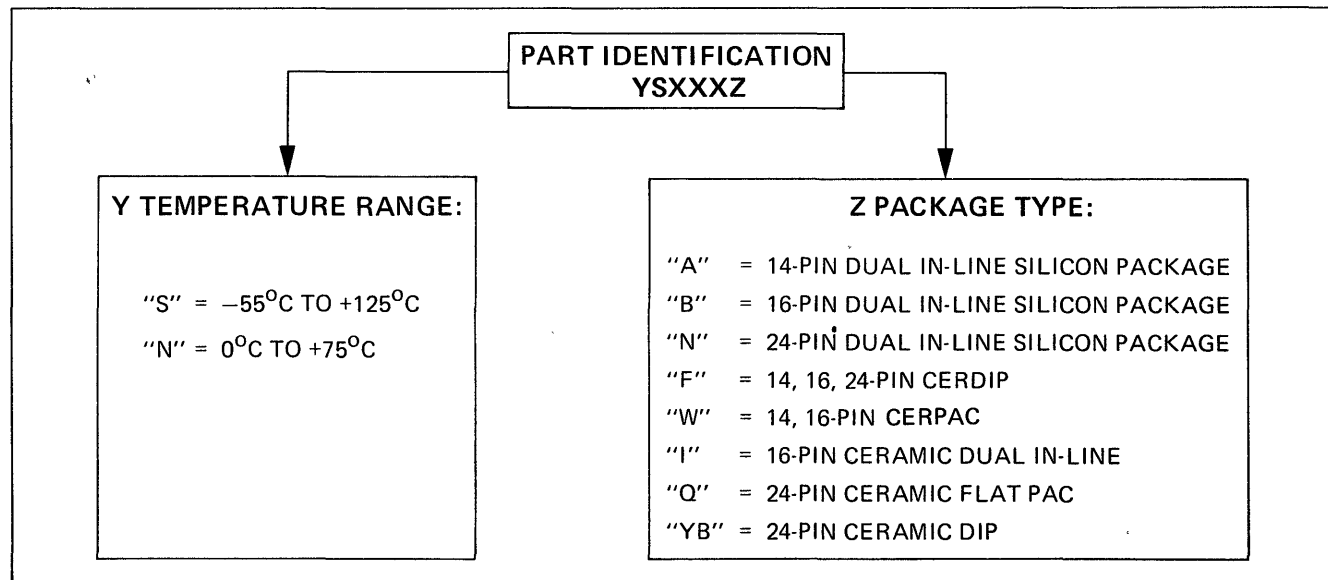 PART IDENTIFICATION
YSXXXZ
Y TEMPERATURE RANGE:
"S" = —55°C TO +125°C
"N" = 0°C TO +75°C
Z PACKAGE TYPE:
"A" = 14-PIN DUAL IN-LINE SILICON PACKAGE
"B" = 16-PIN DUAL IN-LINE SILICON PACKAGE
"N" = 24-PIN DUAL IN-LINE SILICON PACKAGE
"F" = 14, 16, 24-PIN CERDIP
"W" = 14, 16-PIN CERPAC
"I" = 16-PIN CERAMIC DUAL IN-LINE
"Q" = 24-PIN CERAMIC FLAT PAC
"YB" = 24-PIN CERAMIC DIP